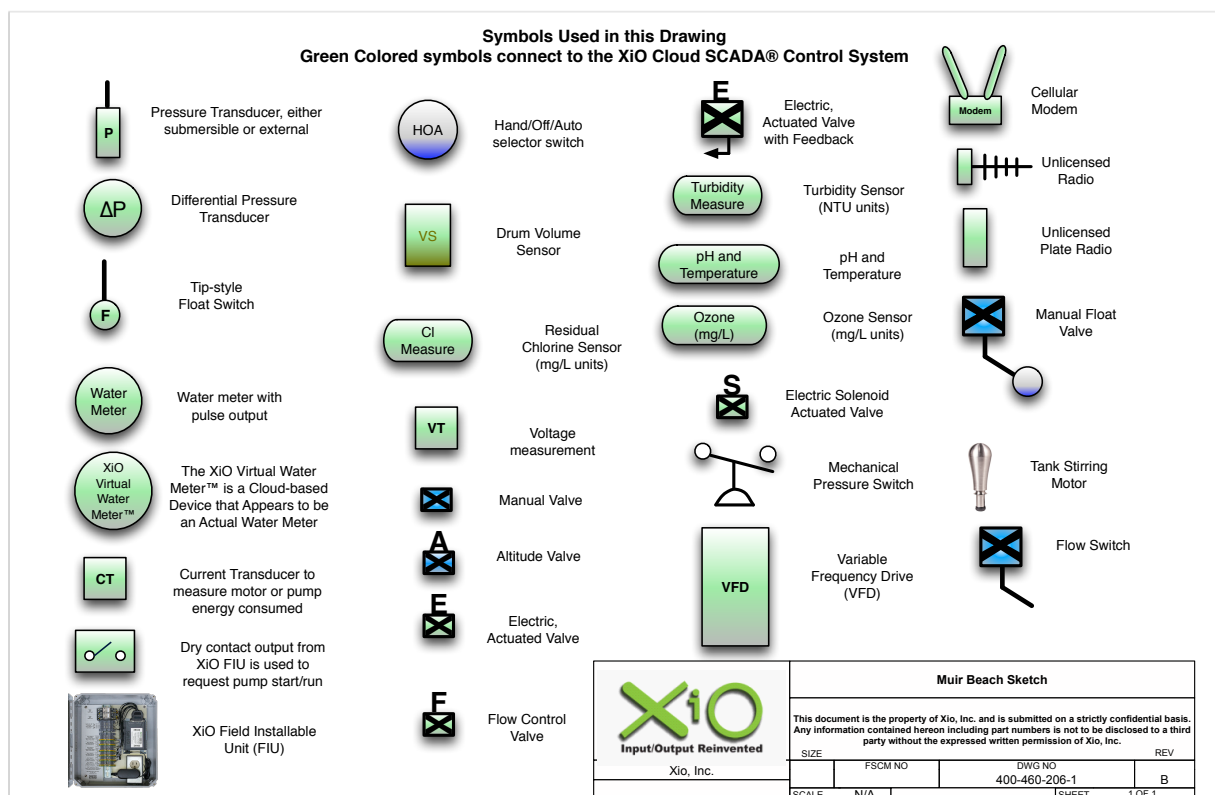 Symbols Used in this Drawing
Green Colored symbols connect to the XiO Cloud SCADA® Control System
P
Pressure Transducer, either
submersible or external
ΔP
Differential Pressure
Transducer
F
Tip-style
Float Switch
Water
Meter
Water meter with
pulse output
XiO
Virtual
Water
Meter™
The XiO Virtual Water
Meter™ is a Cloud-based
Device that Appears to be
an Actual Water Meter
CT
Current Transducer to
measure motor or pump
energy consumed
Dry contact output from
XiO FIU is used to
request pump start/run
XiO Field Installable
Unit (FIU)
HOA
Hand/Off/Auto
selector switch
VS
Drum Volume
Sensor
Cl
Measure
Residual
Chlorine Sensor
(mg/L units)
VT
Voltage
measurement
Manual Valve
A
Altitude Valve
E
Electric,
Actuated Valve
F
Flow Control
Valve
E
Electric,
Actuated Valve
with Feedback
Turbidity
Measure
Turbidity Sensor
(NTU units)
pH and
Temperature
pH and
Temperature
Ozone
(mg/L)
Ozone Sensor
(mg/L units)
S
Electric Solenoid
Actuated Valve
Mechanical
Pressure Switch
VFD
Variable
Frequency Drive
(VFD)
Modem
Cellular
Modem
Unlicensed
Radio
Unlicensed
Plate Radio
Manual Float
Valve
Tank Stirring
Motor
Flow Switch
XiO
Input/Output Reinvented
Xio, Inc.
Muir Beach Sketch
This document is the property of Xio, Inc. and is submitted on a strictly confidential basis.
Any information contained hereon including part numbers is not to be disclosed to a third
party without the expressed written permission of Xio, Inc.
SIZE
FSCM NO
DWG NO
REV
400-460-206-1
B
SCALE
N/A
SHEET
1 OF 1